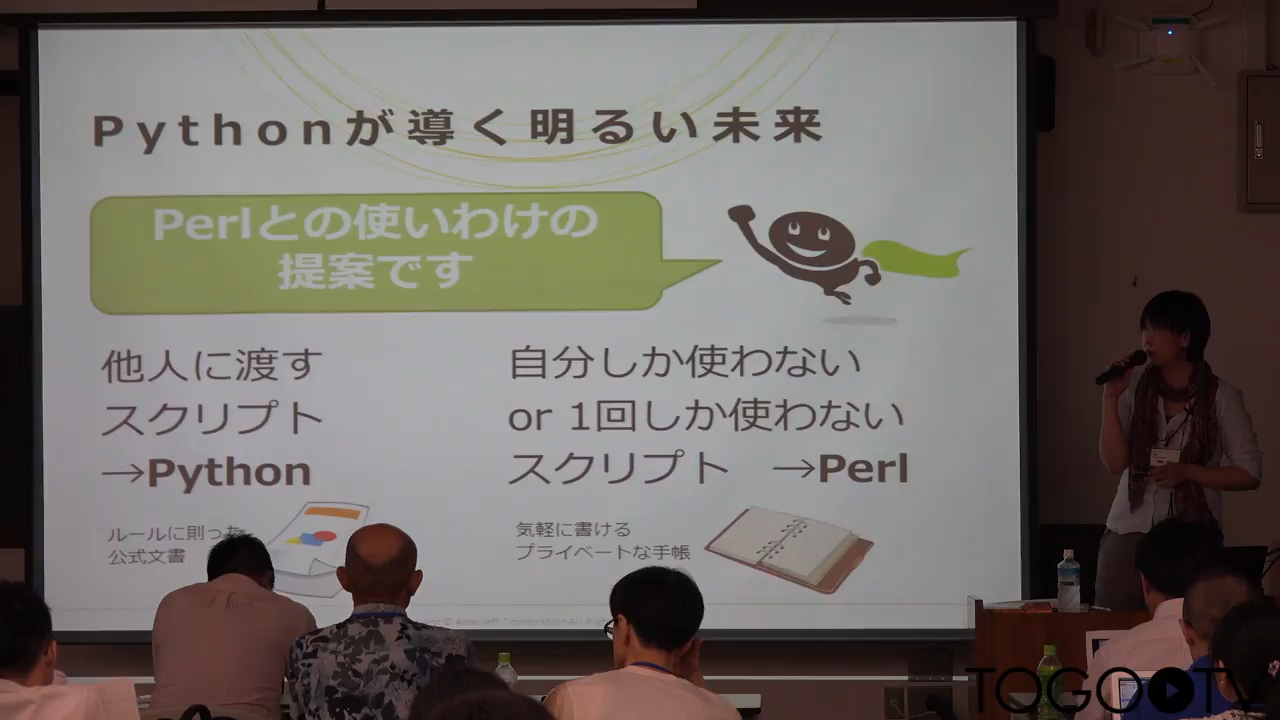 Pythonが導く明るい未来
Perlとの使いわけの
提案です
他人に渡す
スクリプト
→Python
自分しか使わない
or 1回しか使わない
スクリプト　→Perl
ルールに則った
公式文書
気軽に書ける
プライベートな手帳
© Amelieff Corporation All
TOGOTV